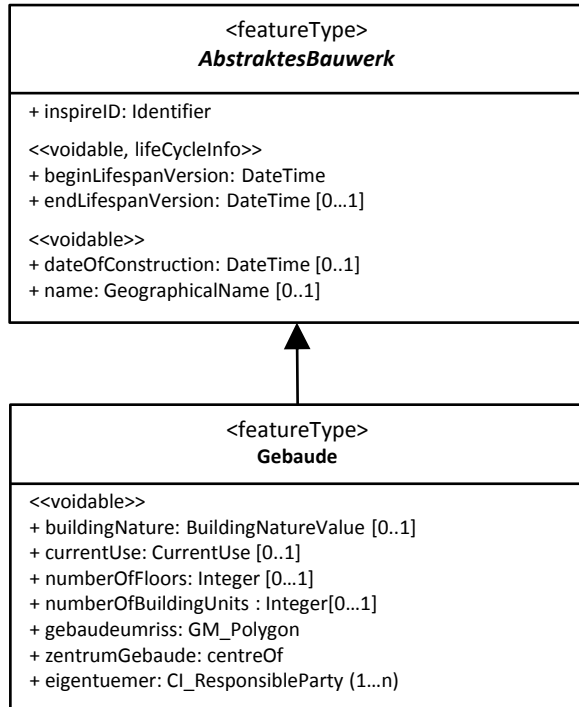 <featureType>
AbstraktesBauwerk
+ inspireID: Identifier
<<voidable, lifeCycleInfo>>
+ beginLifespanVersion: DateTime
+ endLifespanVersion: DateTime [0…1]
<<voidable>>
+ dateOfConstruction: DateTime [0..1]
+ name: GeographicalName [0..1]
<featureType>
Gebaude
<<voidable>>
+ buildingNature: BuildingNatureValue [0..1]
+ currentUse: CurrentUse [0..1]
+ numberOfFloors: Integer [0…1]
+ numberOfBuildingUnits : Integer[0…1]
+ gebaudeumriss: GM_Polygon
+ zentrumGebaude: centreOf
+ eigentuemer: CI_ResponsibleParty (1…n)